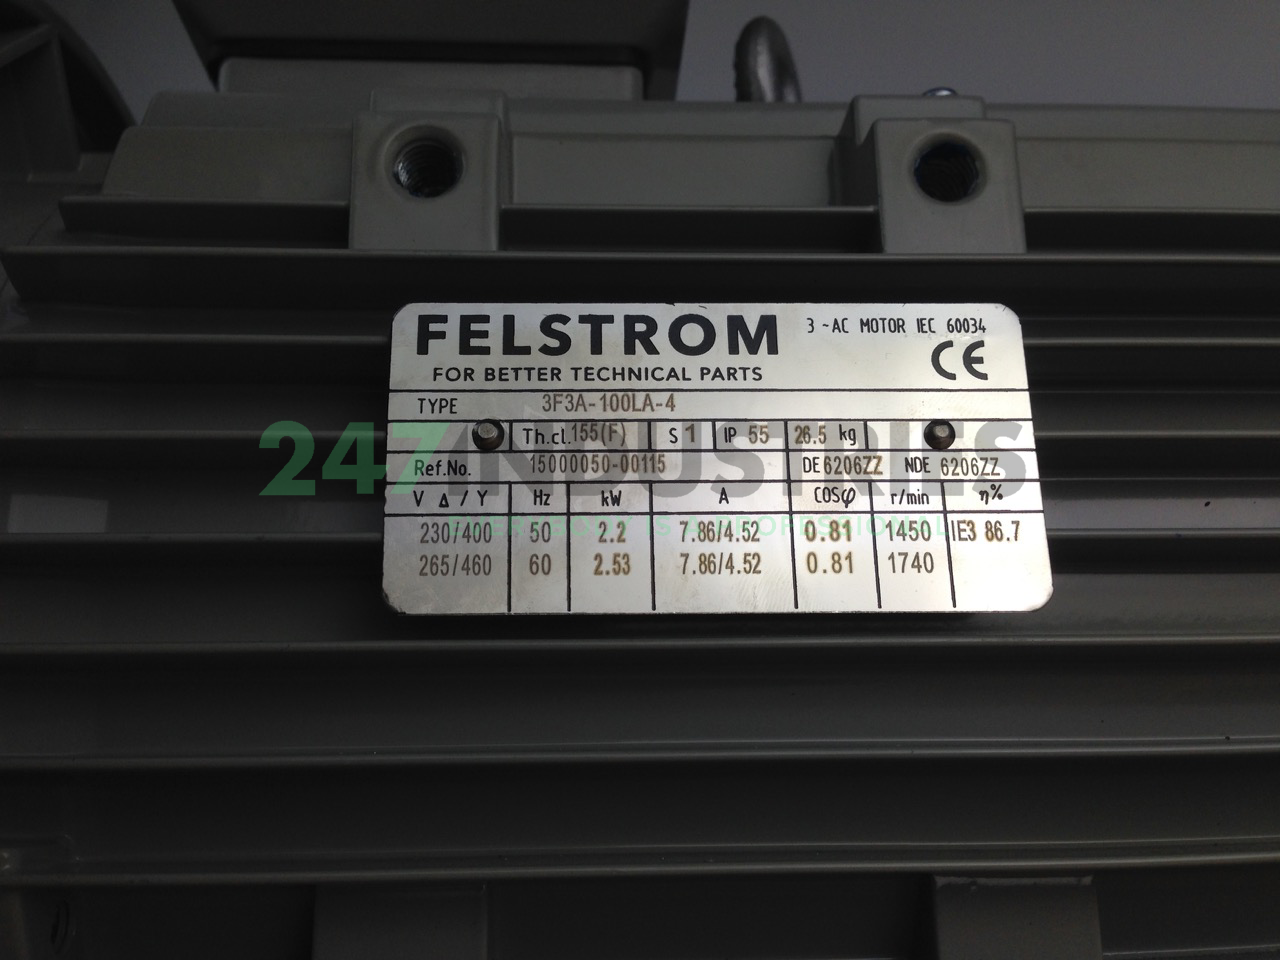 FELSTROM 3 ~AC MOTOR IEC 60034
FOR BETTER TECHNICAL PARTS CE
TYPE 3F3A-100LA-4
Th.cl. 155(F) S 1 IP 55 26.5 kg
Ref.No. 15000050-00115 DE 6206ZZ NDE 6206ZZ
V Δ / Y Hz kW A COSφ r/min η%
230/400 50 2.2 7.86/4.52 0.81 1450 IE3 86.7
265/460 60 2.53 7.86/4.52 0.81 1740
247INDUSTRIES
EVERYBODY IS A PROFESSIONAL